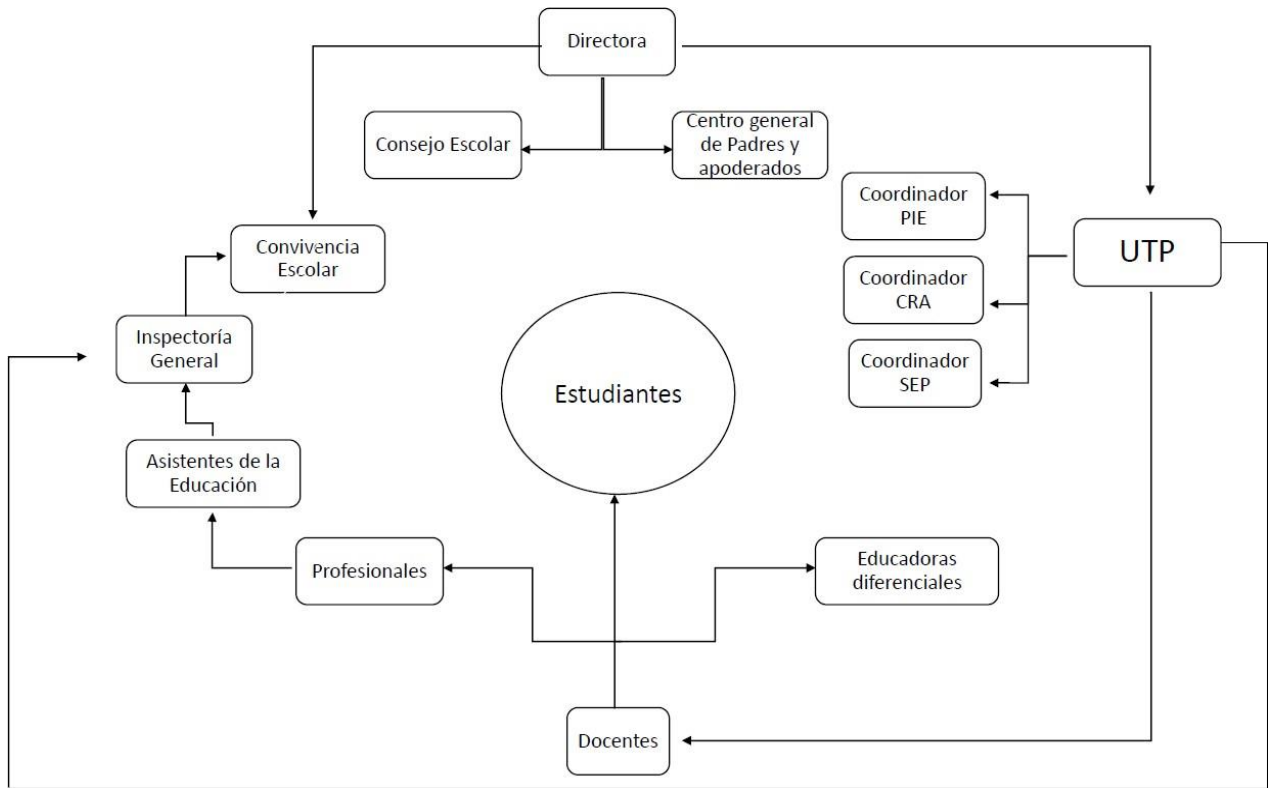 Directora
Consejo Escolar
Centro general
de Padres y
apoderados
Coordinador
PIE
Convivencia
Escolar
UTP
Coordinador
CRA
Inspectoría
General
Coordinador
SEP
Estudiantes
Asistentes de la
Educación
Profesionales
Educadoras
diferenciales
Docentes